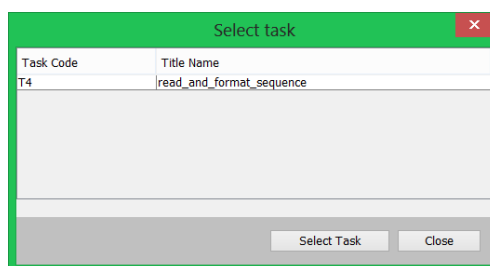 Select task
Task Code Title Name
T4 read_and_format_sequence
Select Task Close